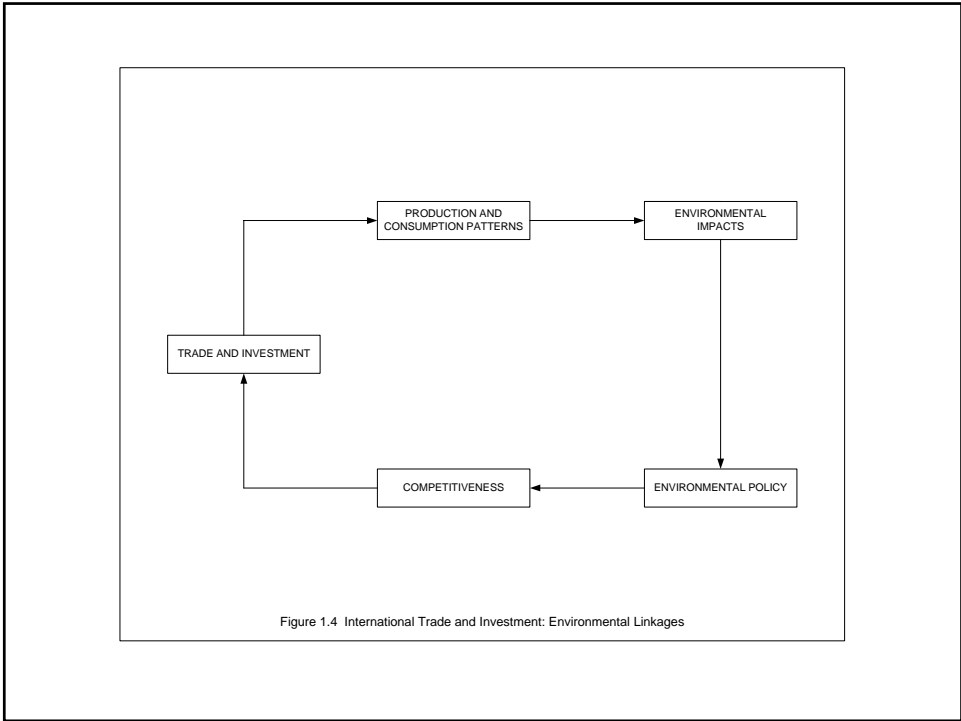 PRODUCTION AND
CONSUMPTION PATTERNS
ENVIRONMENTAL
IMPACTS
TRADE AND INVESTMENT
COMPETITIVENESS
ENVIRONMENTAL POLICY
Figure 1.4 International Trade and Investment: Environmental Linkages